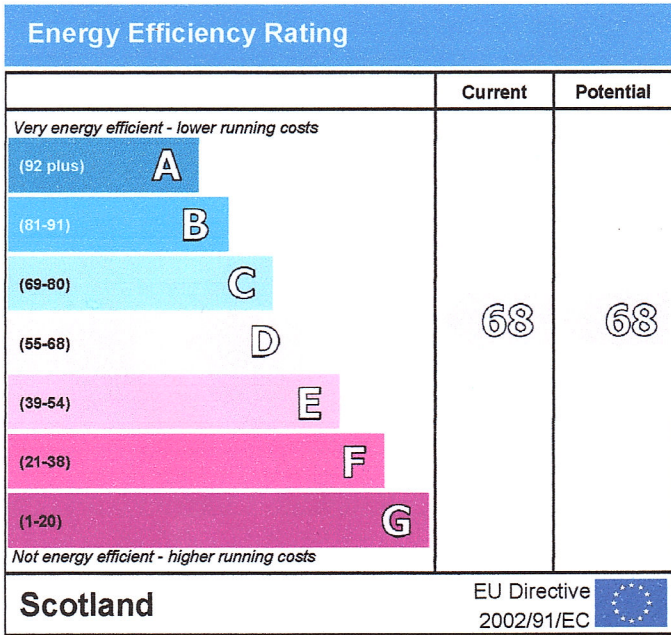 Energy Efficiency Rating
Current Potential
Very energy efficient - lower running costs
(92 plus) A
(81-91) B
(69-80) C
(55-68) D
(39-54) E
(21-38) F
(1-20) G
68 68
Not energy efficient - higher running costs
Scotland
EU Directive
2002/91/EC